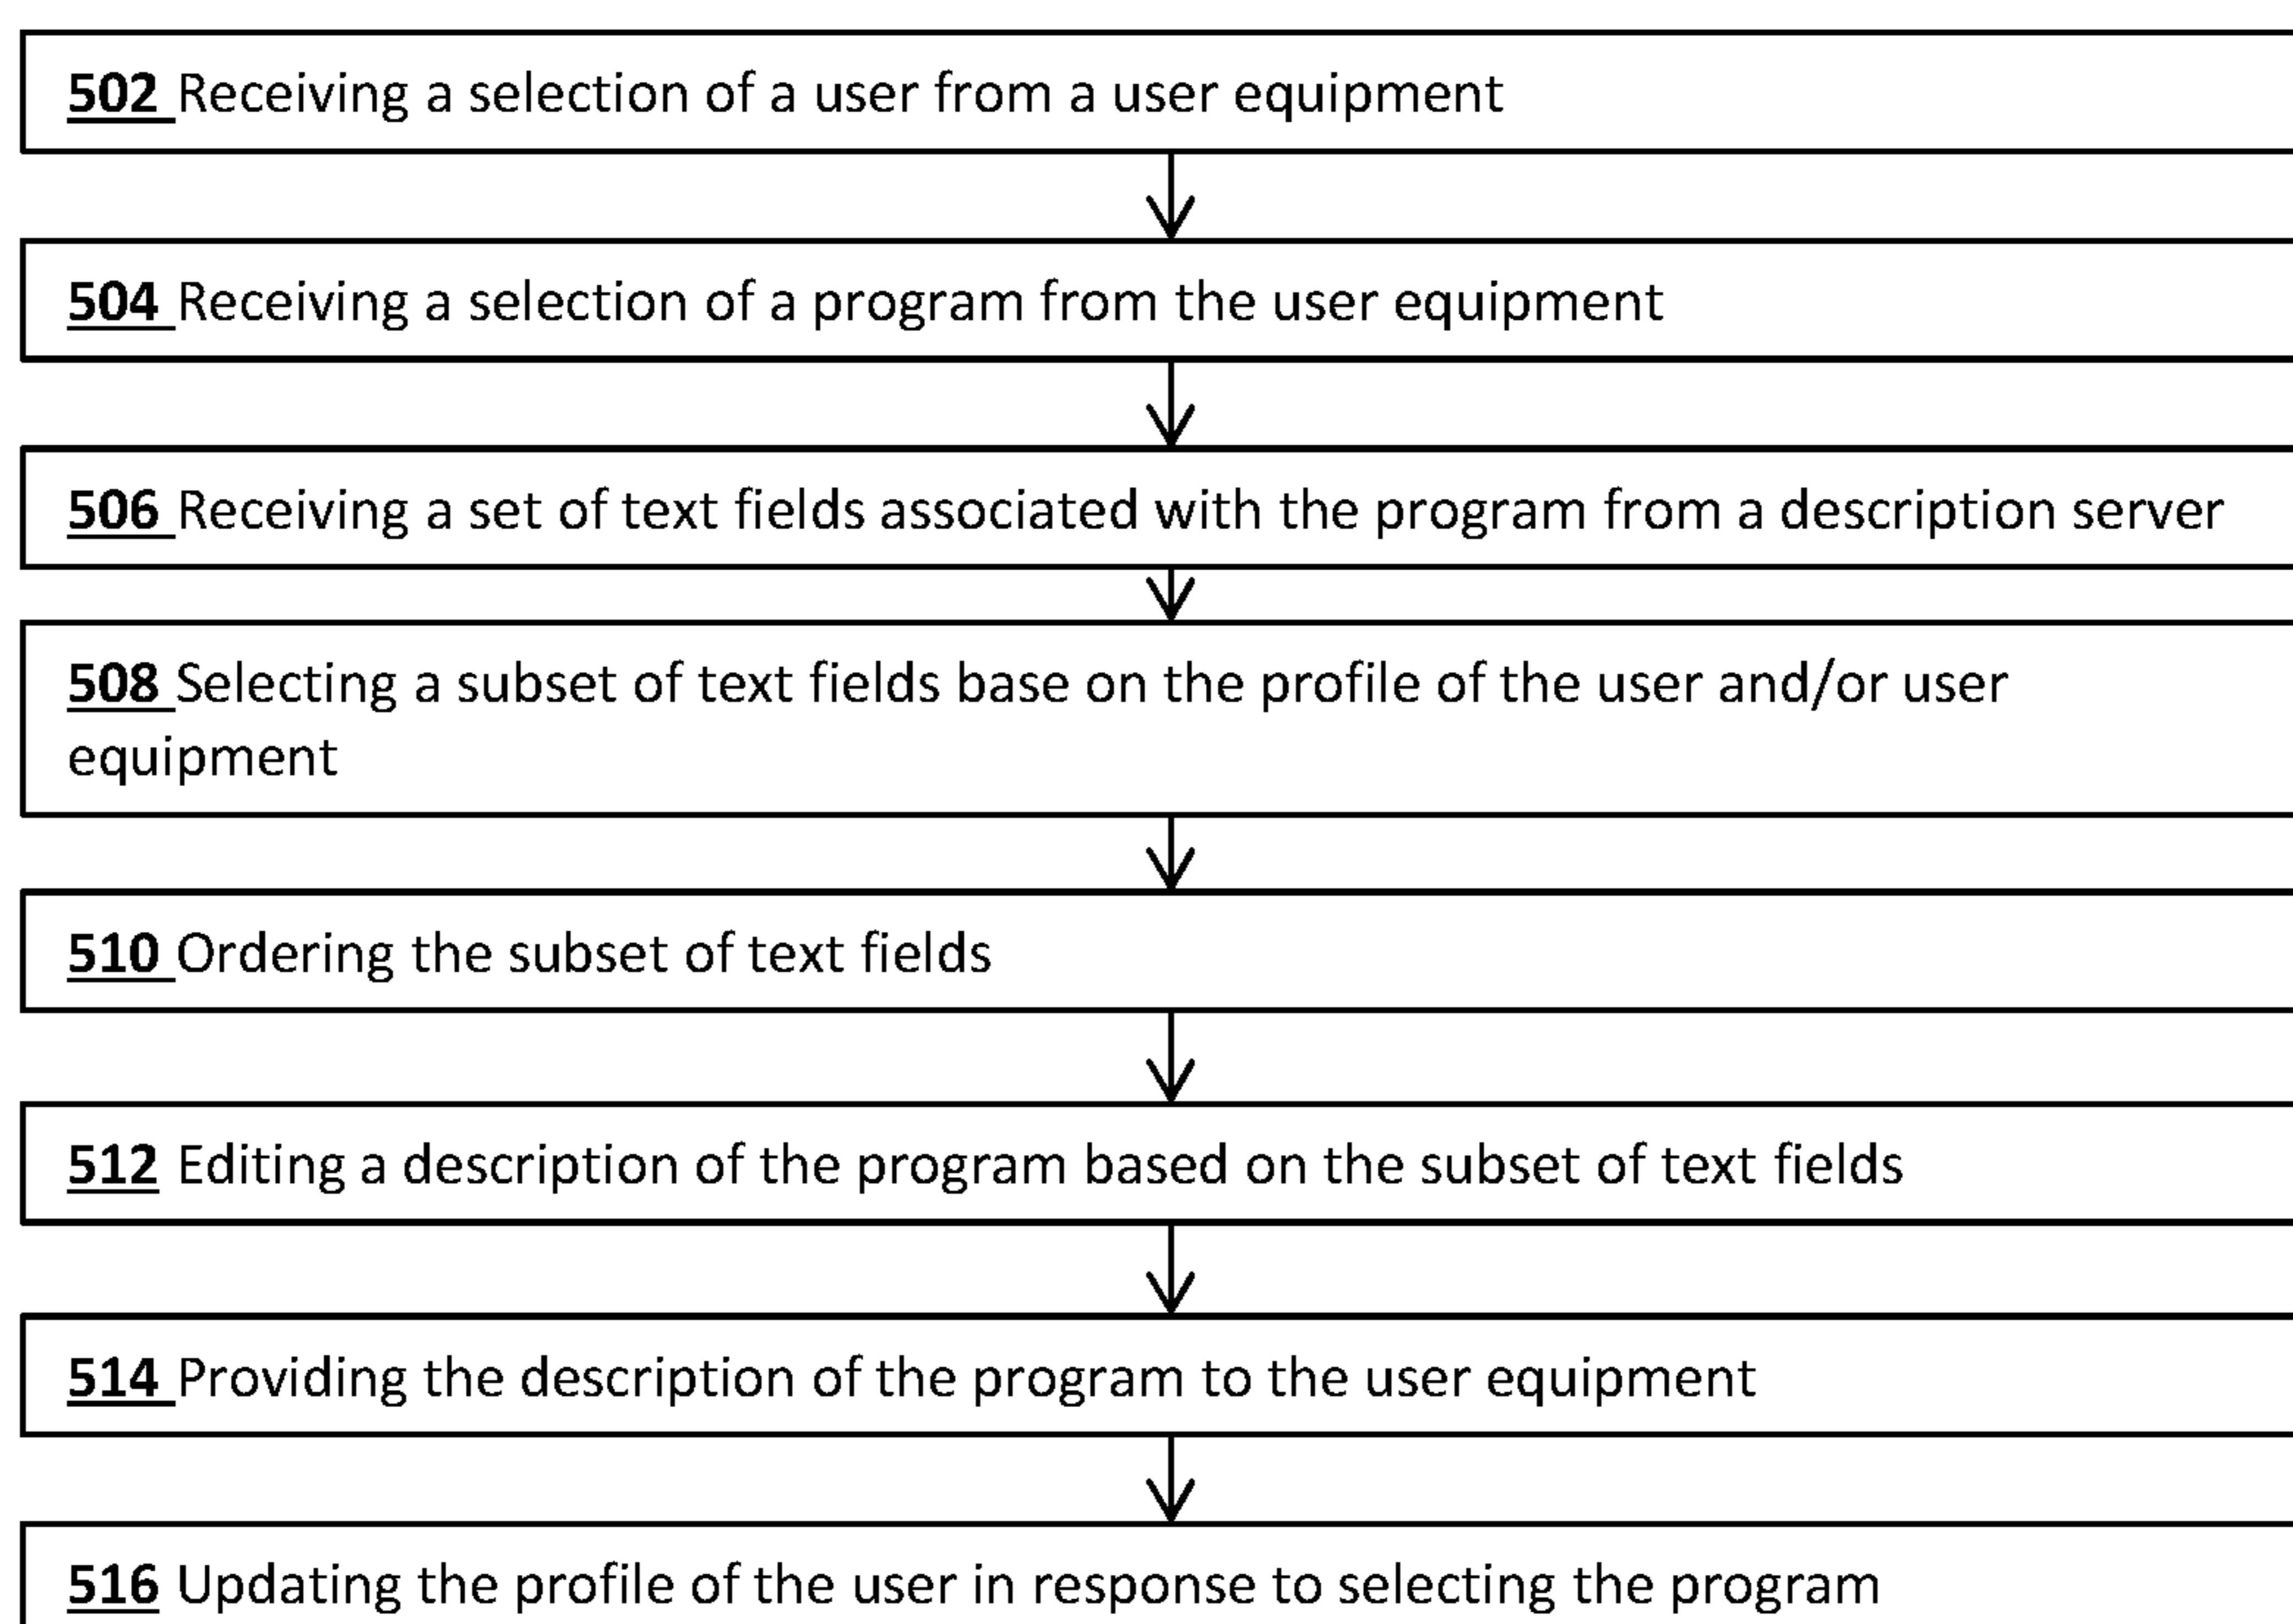 502 Receiving a selection of a user from a user equipment
504 Receiving a selection of a program from the user equipment
506 Receiving a set of text fields associated with the program from a description server
508 Selecting a subset of text fields base on the profile of the user and/or user
equipment
510 Ordering the subset of text fields
512 Editing a description of the program based on the subset of text fields
514 Providing the description of the program to the user equipment
516 Updating the profile of the user in response to selecting the program